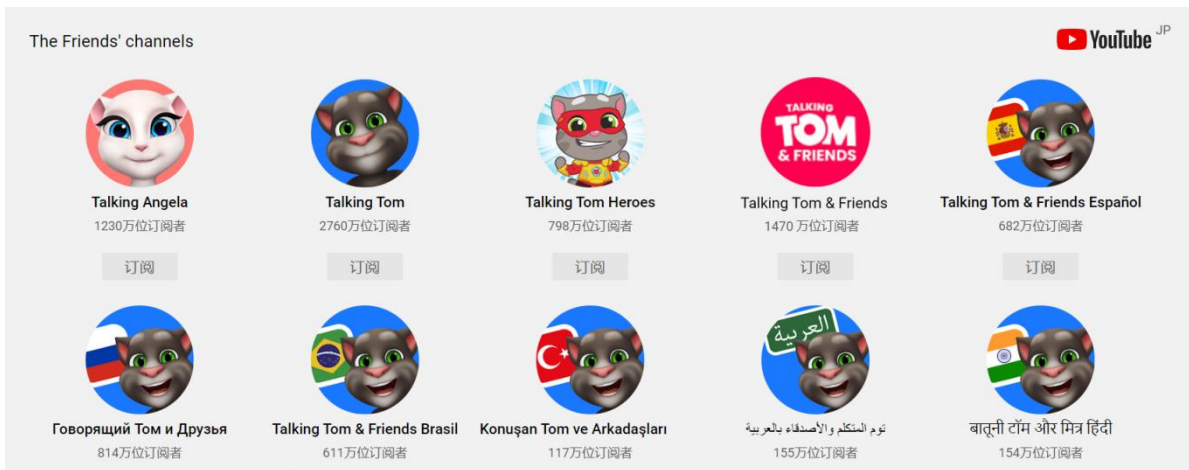 The Friends' channels
YouTube JP
TALKING
TOM
& FRIENDS
Talking Angela
Talking Tom
Talking Tom Heroes
Talking Tom & Friends
Talking Tom & Friends Español
1230万位订阅者
2760万位订阅者
798万位订阅者
1470 万位订阅者
682万位订阅者
订阅
订阅
订阅
订阅
订阅
العربية
Говорящий Том и Друзья
Talking Tom & Friends Brasil
Konuşan Tom ve Arkadaşları
توم المتكلم والأصدقاء بالعربية
बातूनी टॉम और मित्र हिंदी
814万位订阅者
611万位订阅者
117万位订阅者
155万位订阅者
154万位订阅者